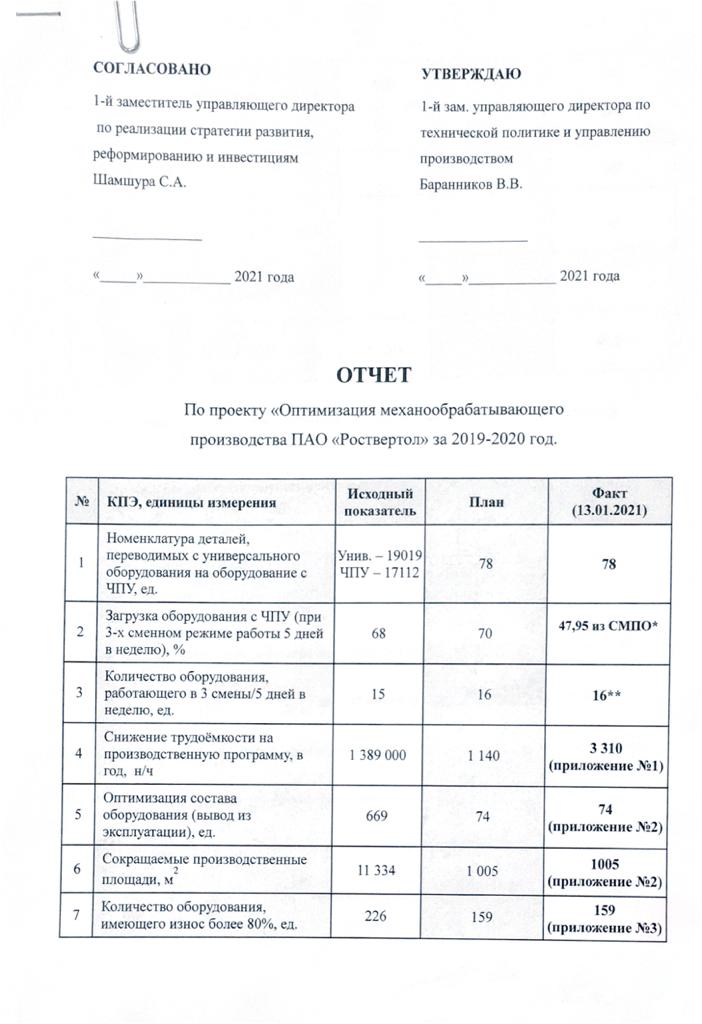 СОГЛАСОВАНО
1-й заместитель управляющего директора
по реализации стратегии развития,
реформированию и инвестициям
Шамшура С.А.
______________
«_____»____________ 2021 года
УТВЕРЖДАЮ
1-й зам. управляющего директора по
технической политике и управлению
производством
Баранников В.В.
______________
«_____»____________ 2021 года
ОТЧЕТ
По проекту «Оптимизация механообрабатывающего
производства ПАО «Роствертол» за 2019-2020 год.
№ КПЭ, единицы измерения Исходный показатель План Факт (13.01.2021)
1
Номенклатура деталей,
переводимых с универсального
оборудования на оборудование с
ЧПУ, ед.
Унив. – 19019
ЧПУ – 17112
78
78
2
Загрузка оборудования с ЧПУ (при
3-х сменном режиме работы 5 дней
в неделю), %
68
70
47,95 из СМПО*
3
Количество оборудования,
работающего в 3 смены/5 дней в
неделю, ед.
15
16
16**
4
Снижение трудоёмкости на
производственную программу, в
год, н/ч
1 389 000
1 140
3 310
(приложение №1)
5
Оптимизация состава
оборудования (вывод из
эксплуатации), ед.
669
74
74
(приложение №2)
6
Сокращаемые производственные
площади, м2
11 334
1 005
1005
(приложение №2)
7
Количество оборудования,
имеющего износ более 80%, ед.
226
159
159
(приложение №3)